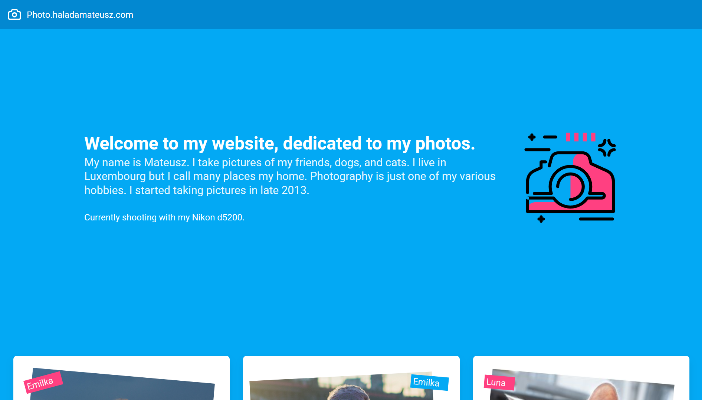 Photo.haladamateusz.com
Welcome to my website, dedicated to my photos.
My name is Mateusz. I take pictures of my friends, dogs, and cats. I live in
Luxembourg but I call many places my home. Photography is just one of my various
hobbies. I started taking pictures in late 2013.
Currently shooting with my Nikon d5200.
Emilka
Emilka
Luna